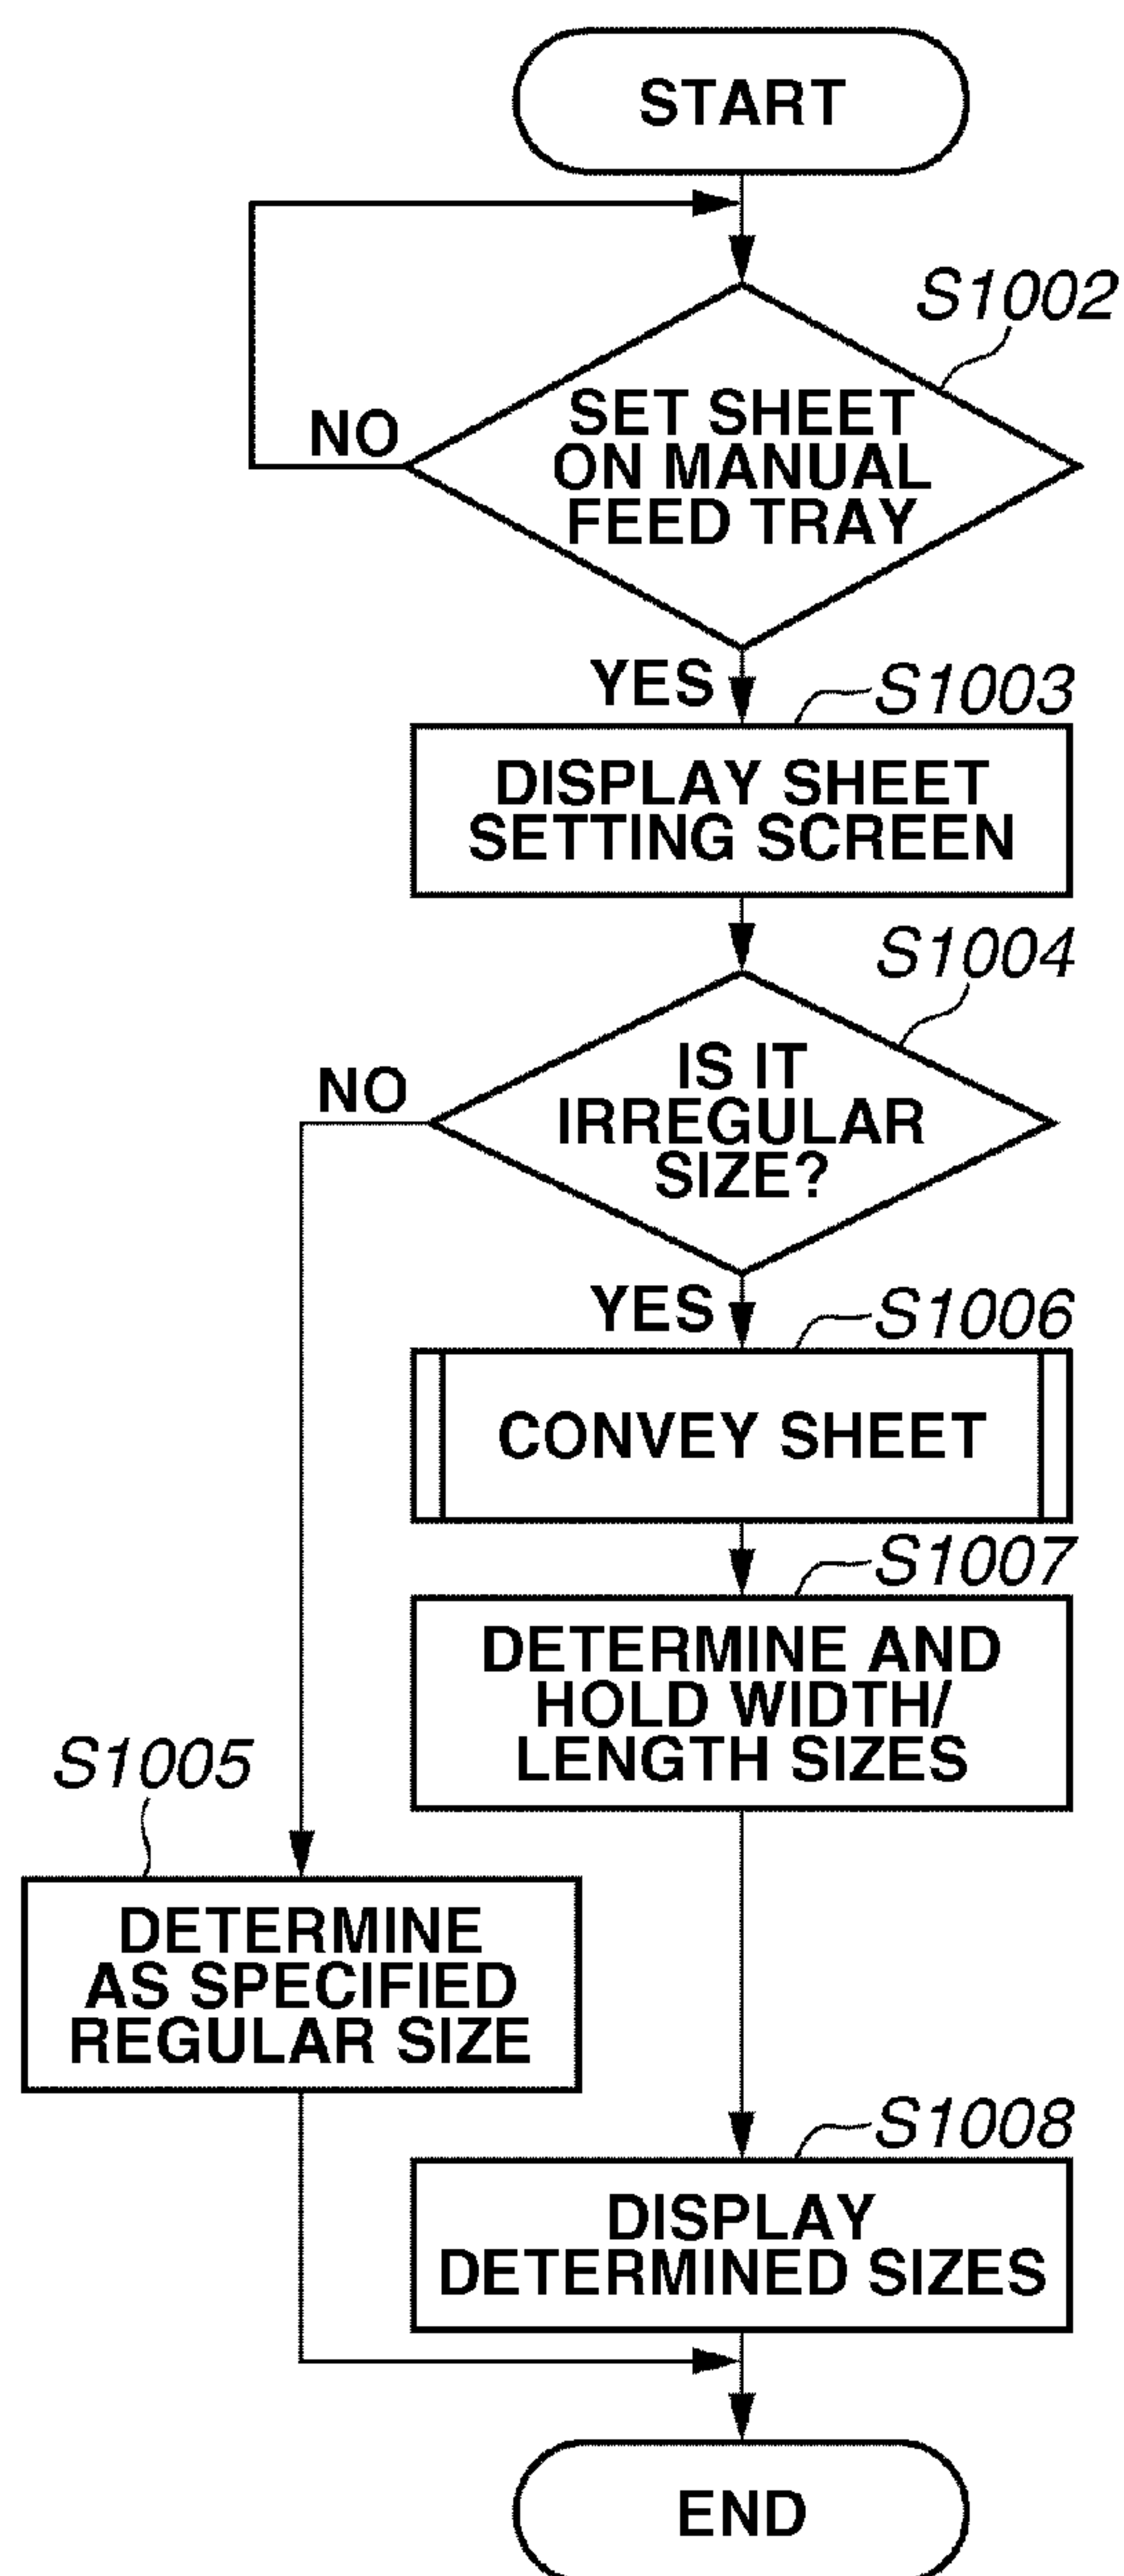 START
S1002
SET SHEET
ON MANUAL
FEED TRAY
NO
YES
S1003
DISPLAY SHEET
SETTING SCREEN
S1004
IS IT
IRREGULAR
SIZE?
NO
YES
S1006
CONVEY SHEET
S1007
DETERMINE AND
HOLD WIDTH/
LENGTH SIZES
S1005
DETERMINE
AS SPECIFIED
REGULAR SIZE
S1008
DISPLAY
DETERMINED SIZES
END